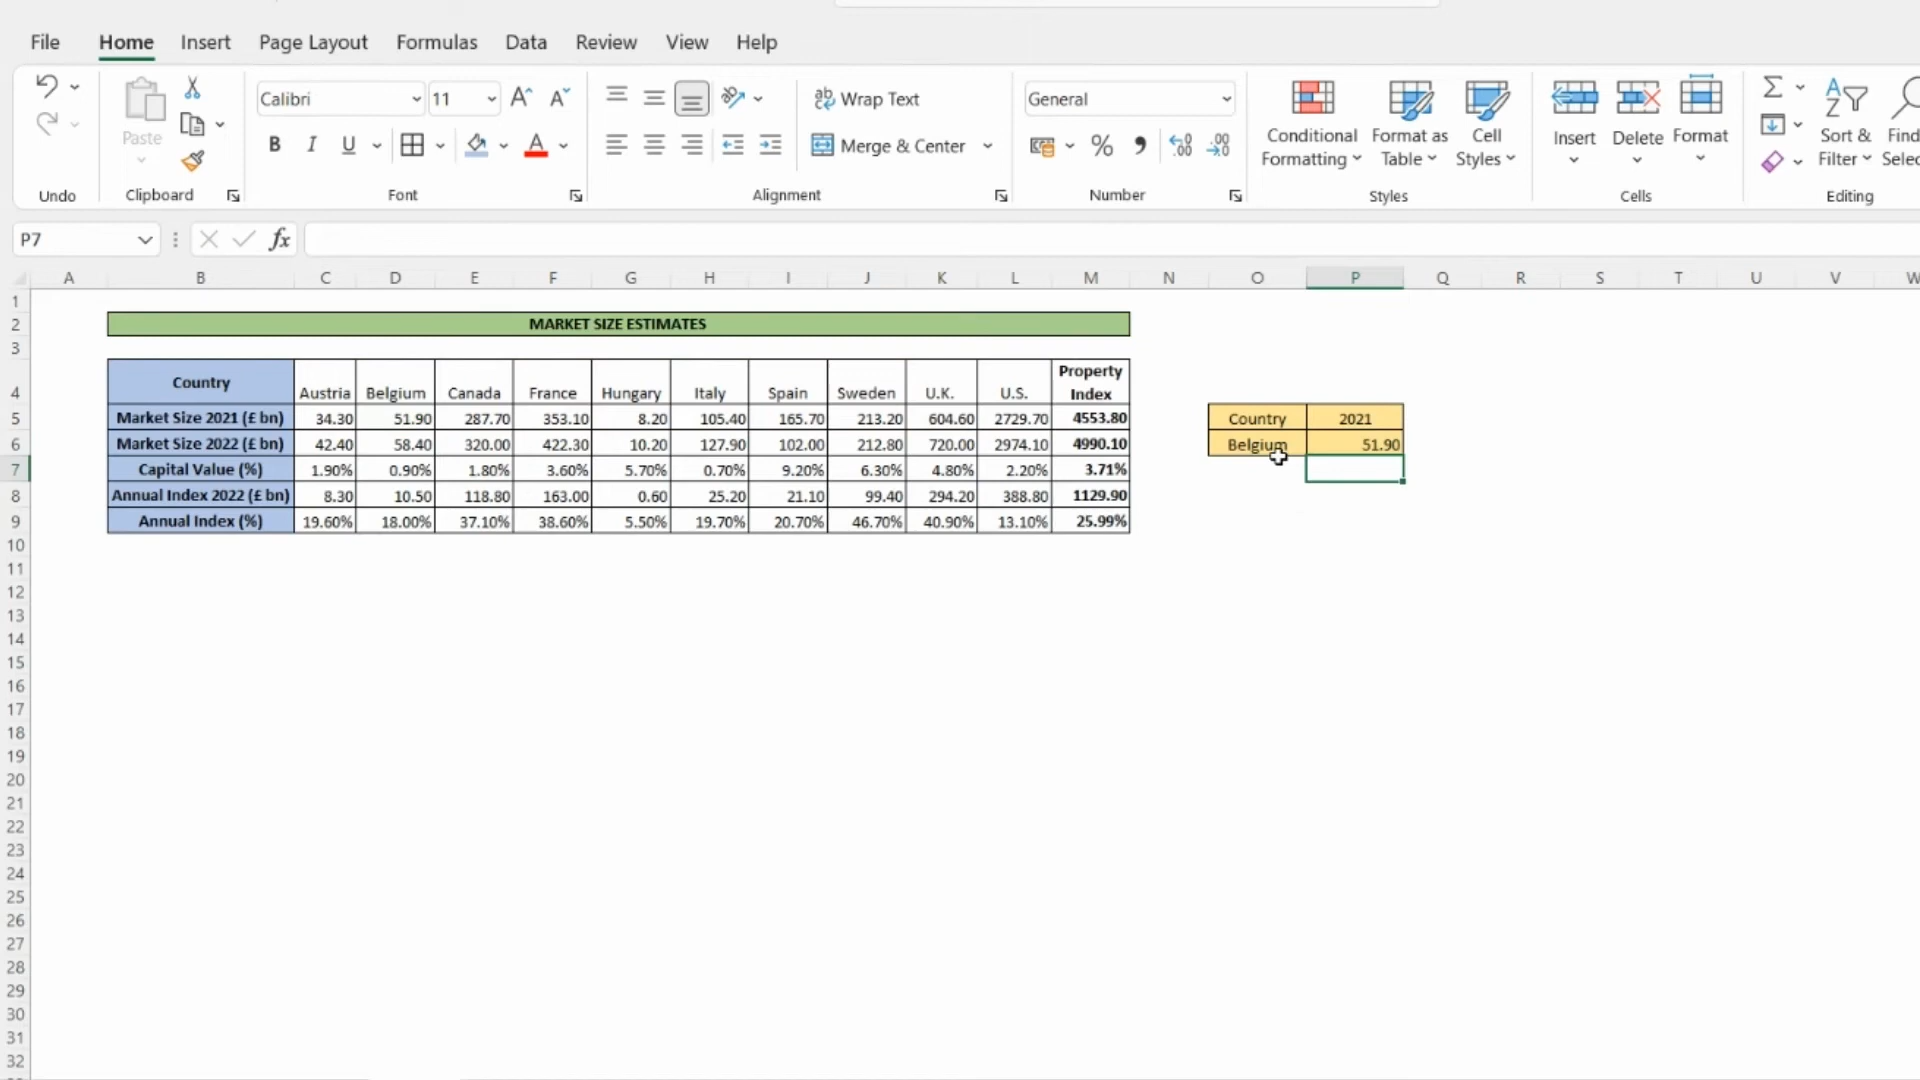 File Home Insert Page Layout Formulas Data Review View Help
Calibri 11 A A Wrap Text General
Paste B I U A Merge & Center % Conditional Formatting Format as Table Cell Styles Insert Delete Format Sort & Filter
Undo Clipboard Font Alignment Number Styles Cells Editing
P7 fx
A B C D E F G H I J K L M N O P Q R S T U V W
1
2 MARKET SIZE ESTIMATES
3
4 Country Austria Belgium Canada France Hungary Italy Spain Sweden U.K. U.S. Property Index
5 Market Size 2021 (£ bn) 34.30 51.90 287.70 353.10 8.20 105.40 165.70 213.20 604.60 2729.70 4553.80 Country 2021
6 Market Size 2022 (£ bn) 42.40 58.40 320.00 422.30 10.20 127.90 102.00 212.80 720.00 2974.10 4990.10 Belgium 51.90
7 Capital Value (%) 1.90% 0.90% 1.80% 3.60% 5.70% 0.70% 9.20% 6.30% 4.80% 2.20% 3.71%
8 Annual Index 2022 (£ bn) 8.30 10.50 118.80 163.00 0.60 25.20 21.10 99.40 294.20 388.80 1129.90
9 Annual Index (%) 19.60% 18.00% 37.10% 38.60% 5.50% 19.70% 20.70% 46.70% 40.90% 13.10% 25.99%
10
11
12
13
14
15
16
17
18
19
20
21
22
23
24
25
26
27
28
29
30
31
32